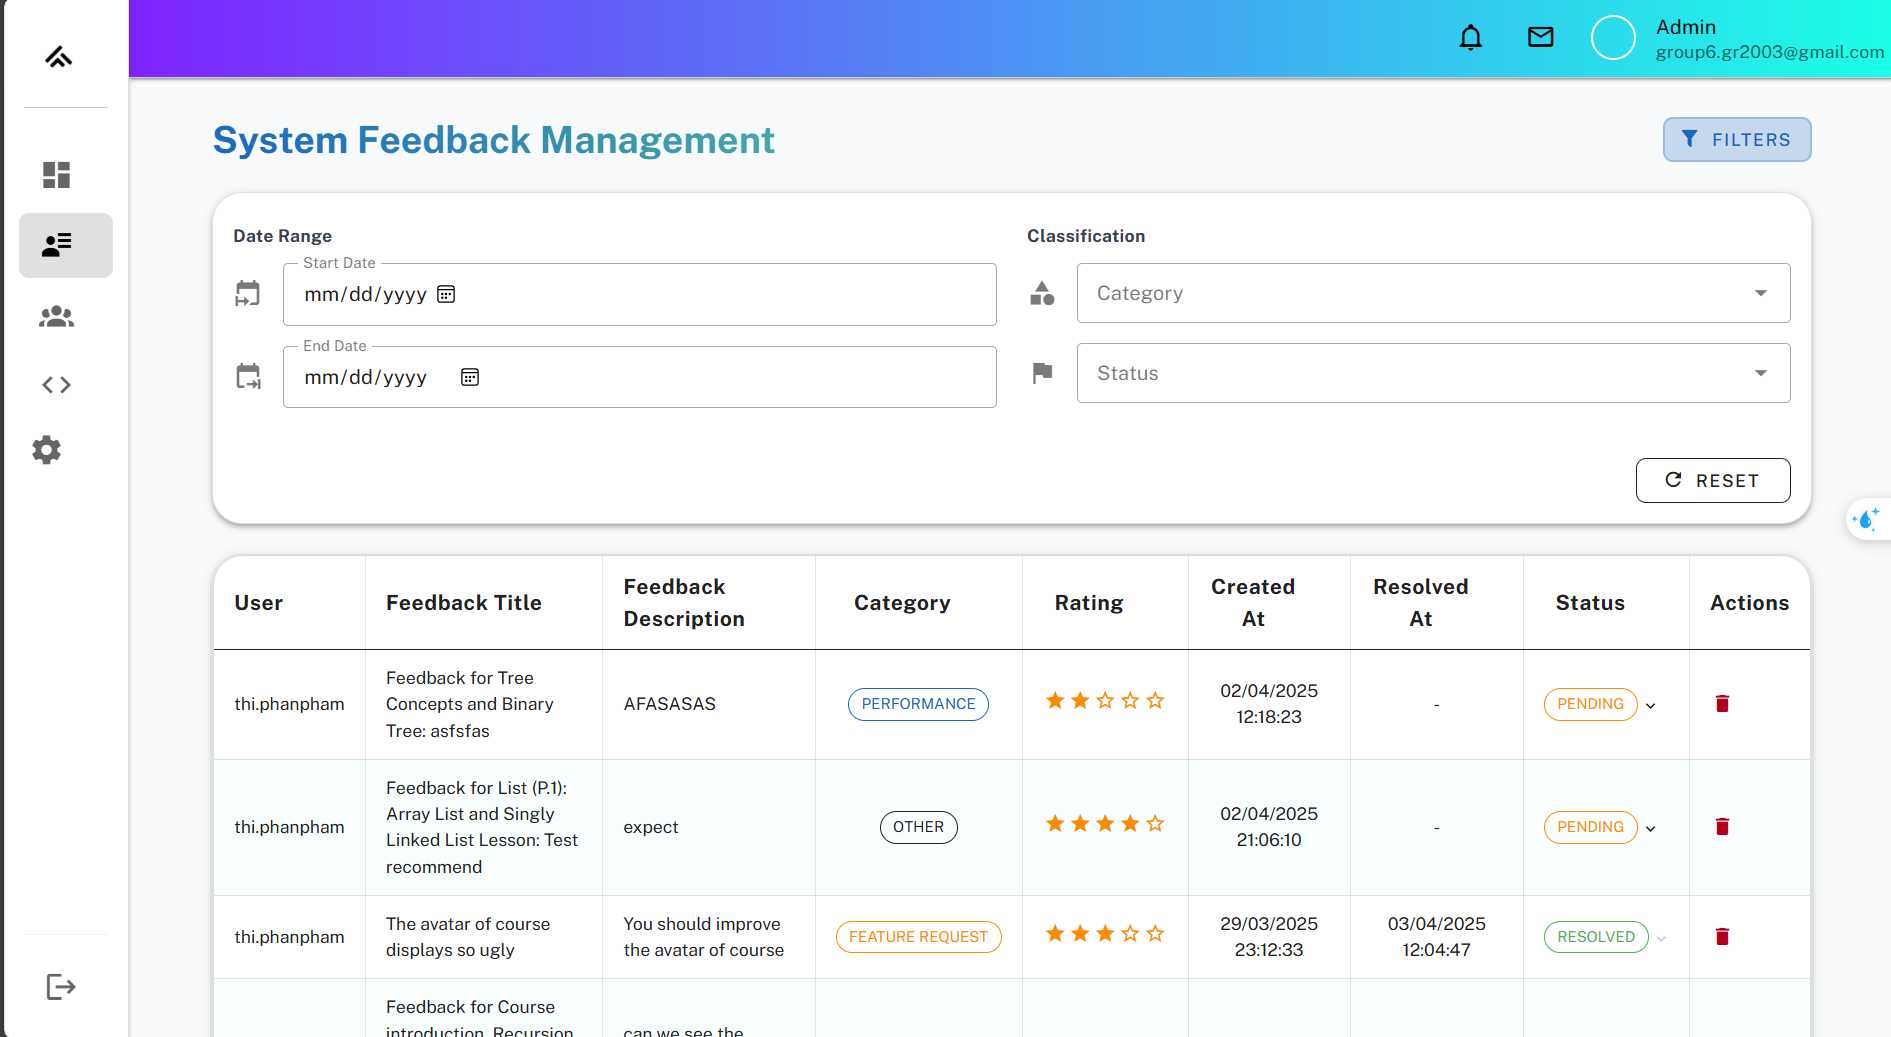 Admin
group6.gr2003@gmail.com
System Feedback Management
FILTERS
Date Range
Classification
Start Date
mm/dd/yyyy
Category
End Date
mm/dd/yyyy
Status
RESET
User
Feedback Title
Feedback
Description
Category
Rating
Created
At
Resolved
At
Status
Actions
thi.phanpham
Feedback for Tree
Concepts and Binary
Tree: asfsfas
AFASASAS
PERFORMANCE
02/04/2025
12:18:23
-
PENDING
thi.phanpham
Feedback for List (P.1):
Array List and Singly
Linked List Lesson: Test
recommend
expect
OTHER
02/04/2025
21:06:10
-
PENDING
thi.phanpham
The avatar of course
displays so ugly
You should improve
the avatar of course
FEATURE REQUEST
29/03/2025
23:12:33
03/04/2025
12:04:47
RESOLVED
Feedback for Course
introduction, Recursion
can we see the